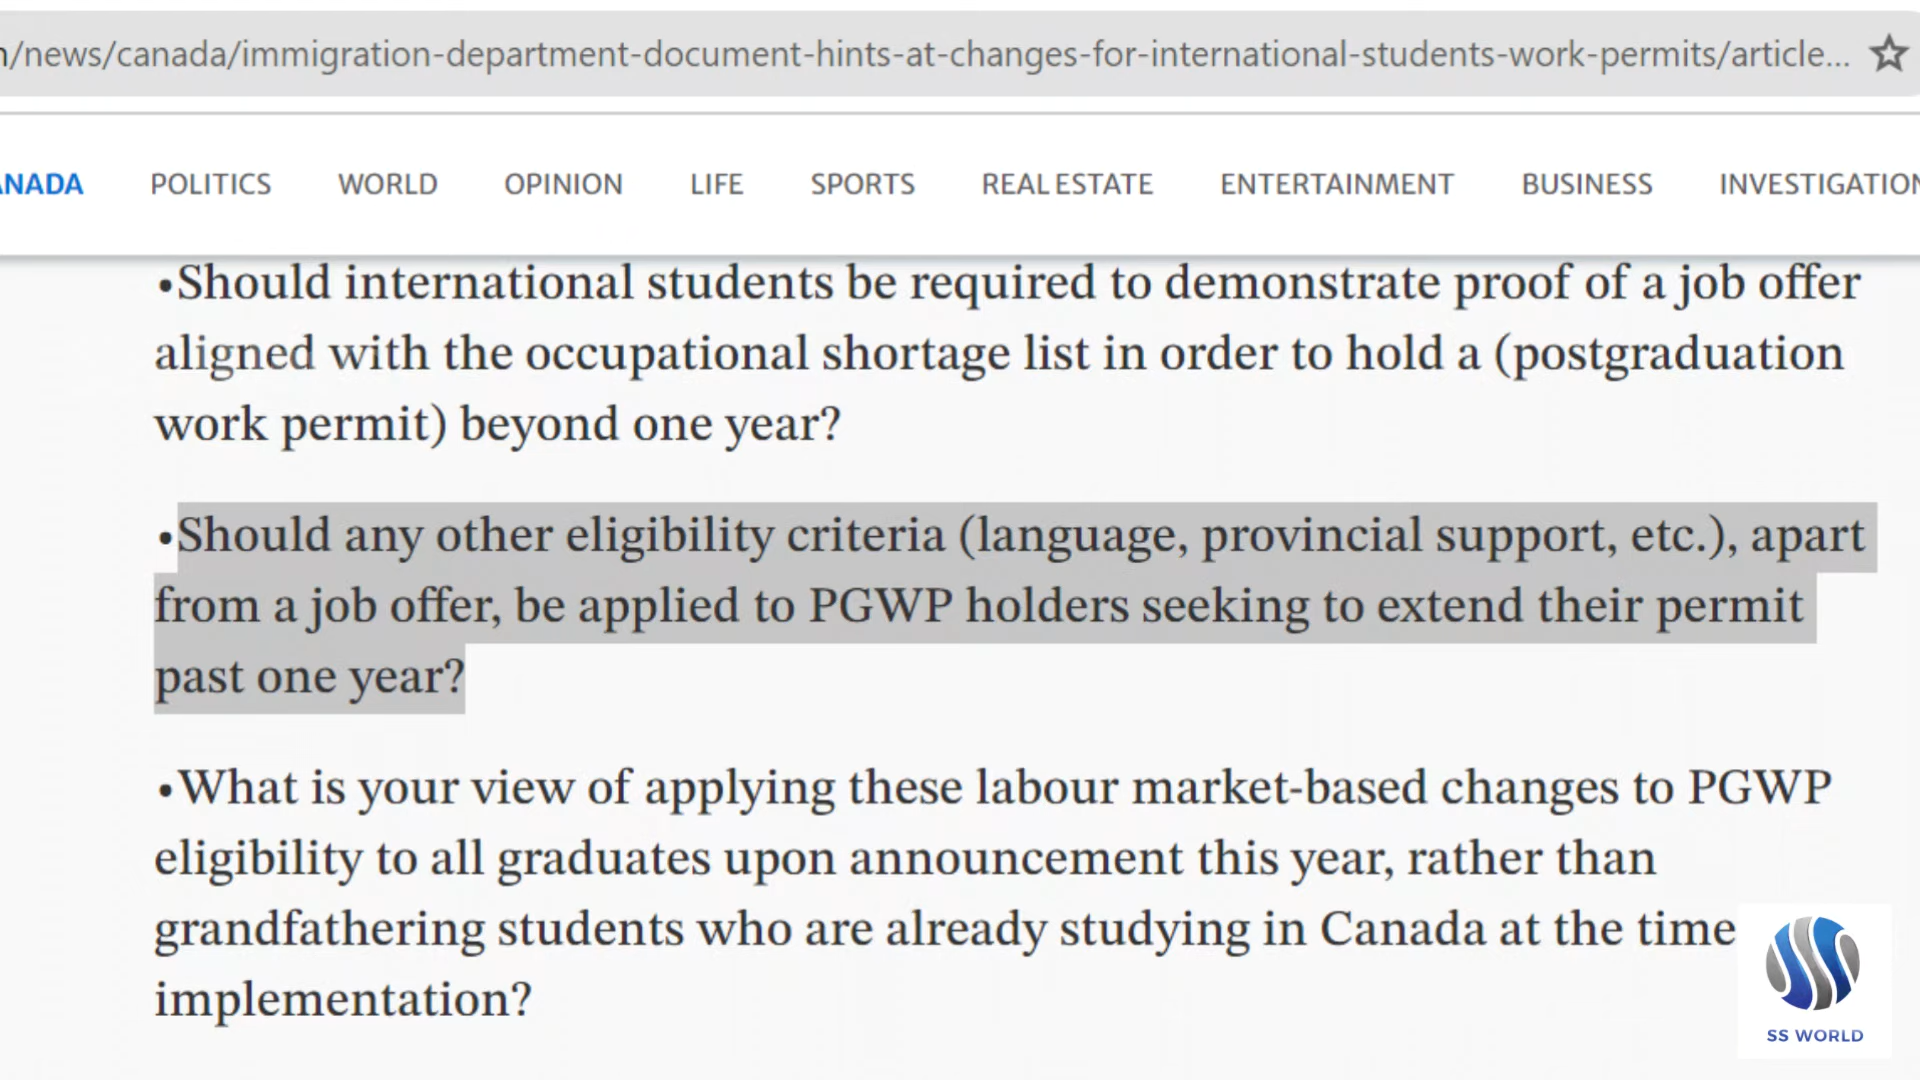 /news/canada/immigration-department-document-hints-at-changes-for-international-students-work-permits/article...
ANADA POLITICS WORLD OPINION LIFE SPORTS REAL ESTATE ENTERTAINMENT BUSINESS INVESTIGATION
•Should international students be required to demonstrate proof of a job offer
aligned with the occupational shortage list in order to hold a (postgraduation
work permit) beyond one year?
•Should any other eligibility criteria (language, provincial support, etc.), apart
from a job offer, be applied to PGWP holders seeking to extend their permit
past one year?
•What is your view of applying these labour market-based changes to PGWP
eligibility to all graduates upon announcement this year, rather than
grandfathering students who are already studying in Canada at the time
implementation?
SS WORLD